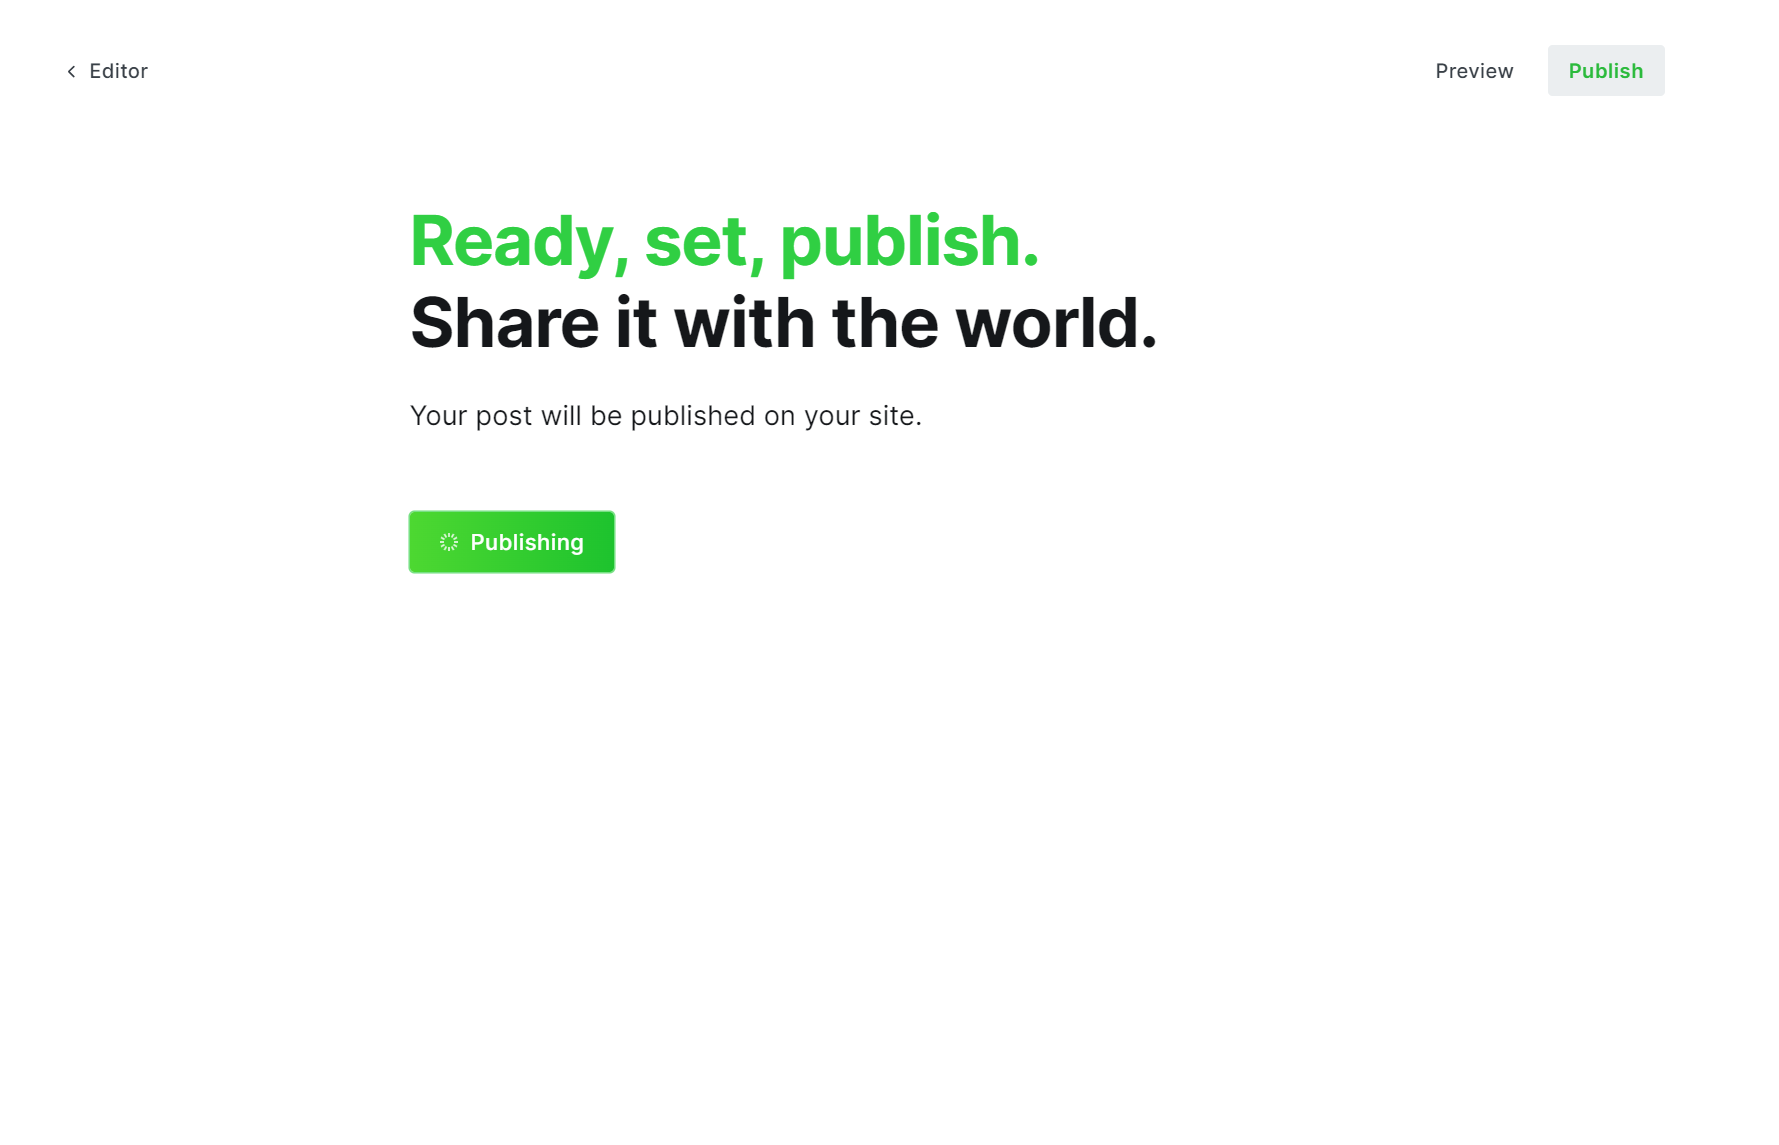 Editor
Preview
Publish
Ready, set, publish.
Share it with the world.
Your post will be published on your site.
Publishing